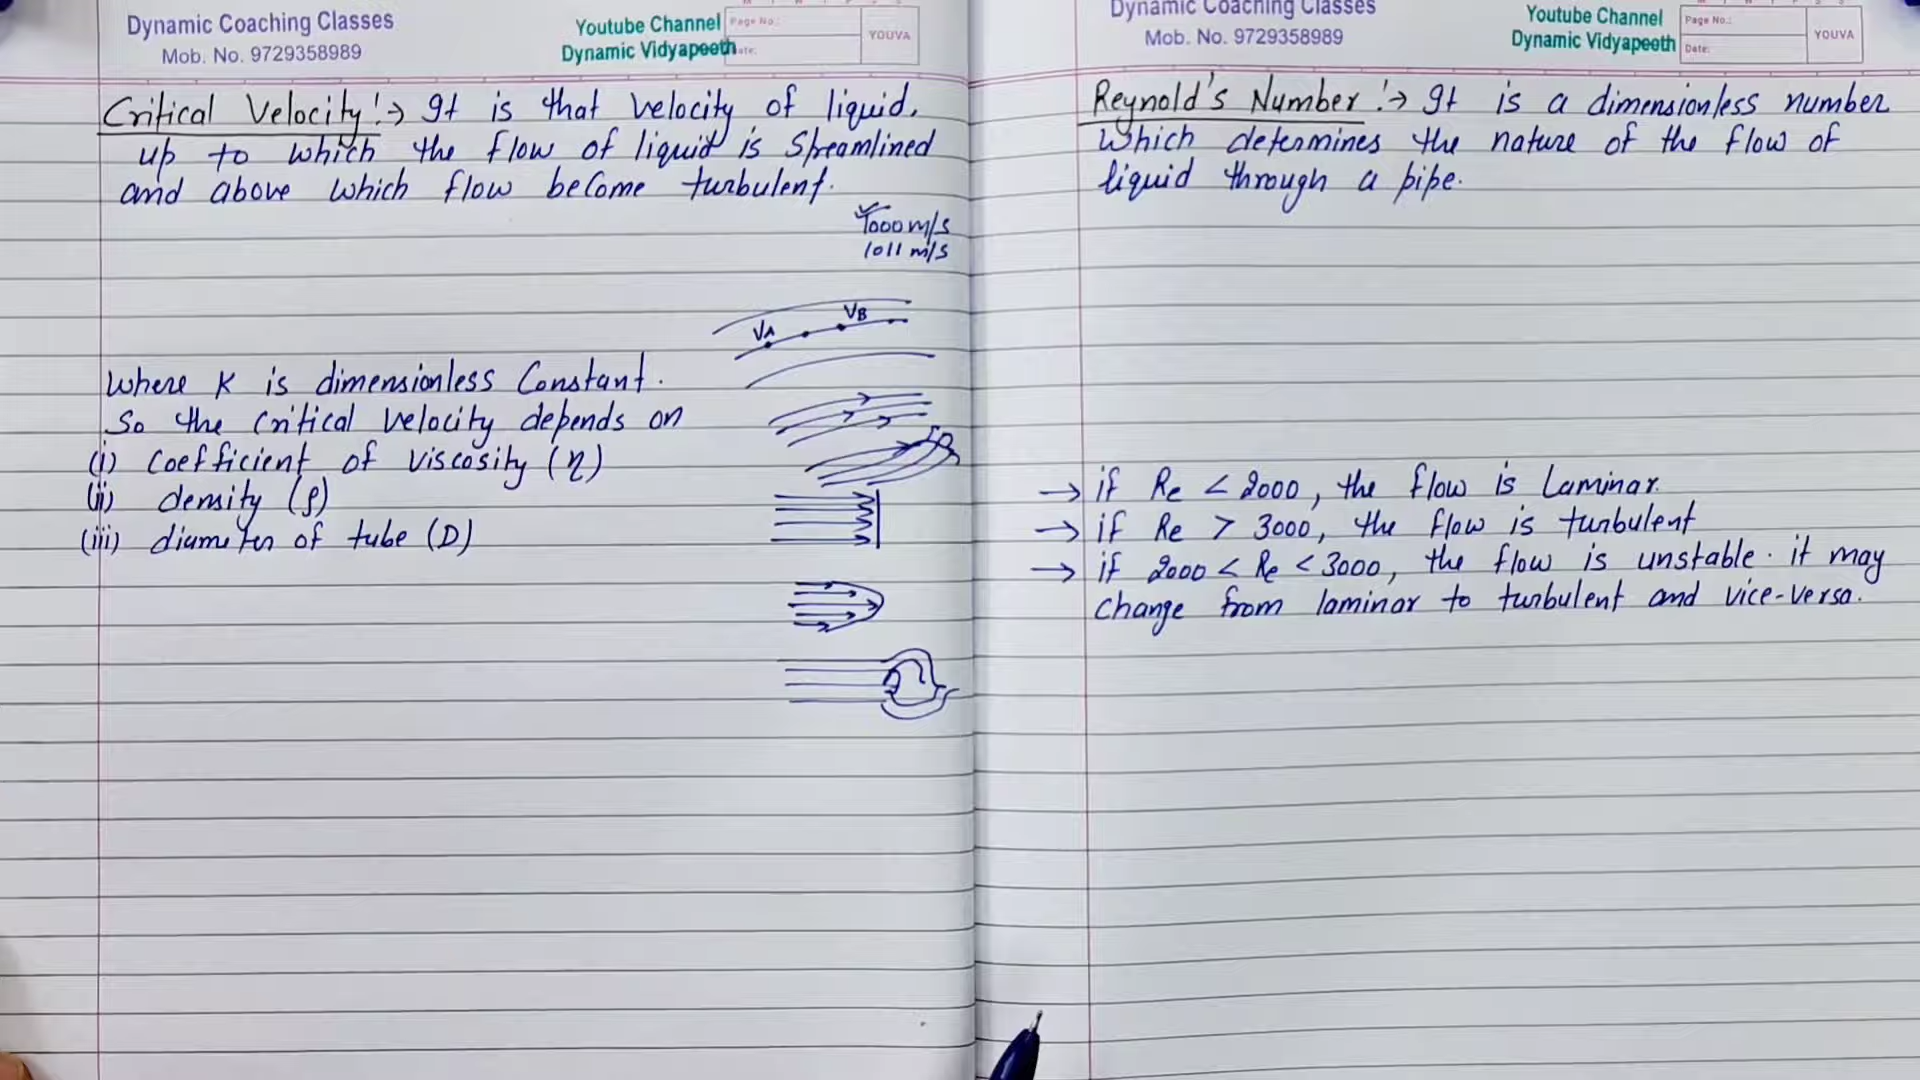 Dynamic Coaching Classes
Mob. No. 9729358989
Youtube Channel
Dynamic Vidyapeeth
Page No.:
Date:
YOUVA
Critical Velocity :→ It is that velocity of liquid.
up to which the flow of liquid is Streamlined
and above which flow become turbulent.
1000 m/s
1011 m/s
VA VB
Where K is dimensionless Constant.
So the critical velocity depends on
(i) coefficient of viscosity (η)
(ii) density (ρ)
(iii) diameter of tube (D)
Dynamic Coaching Classes
Mob. No. 9729358989
Youtube Channel
Dynamic Vidyapeeth
Page No.:
Date:
YOUVA
Reynold's Number :→ It is a dimensionless number
Which determines the nature of the flow of
liquid through a pipe.
→ if Re < 2000, the flow is Laminar.
→ if Re > 3000, the flow is turbulent
→ if 2000 < Re < 3000, the flow is unstable. it may
change from laminar to turbulent and vice-versa.